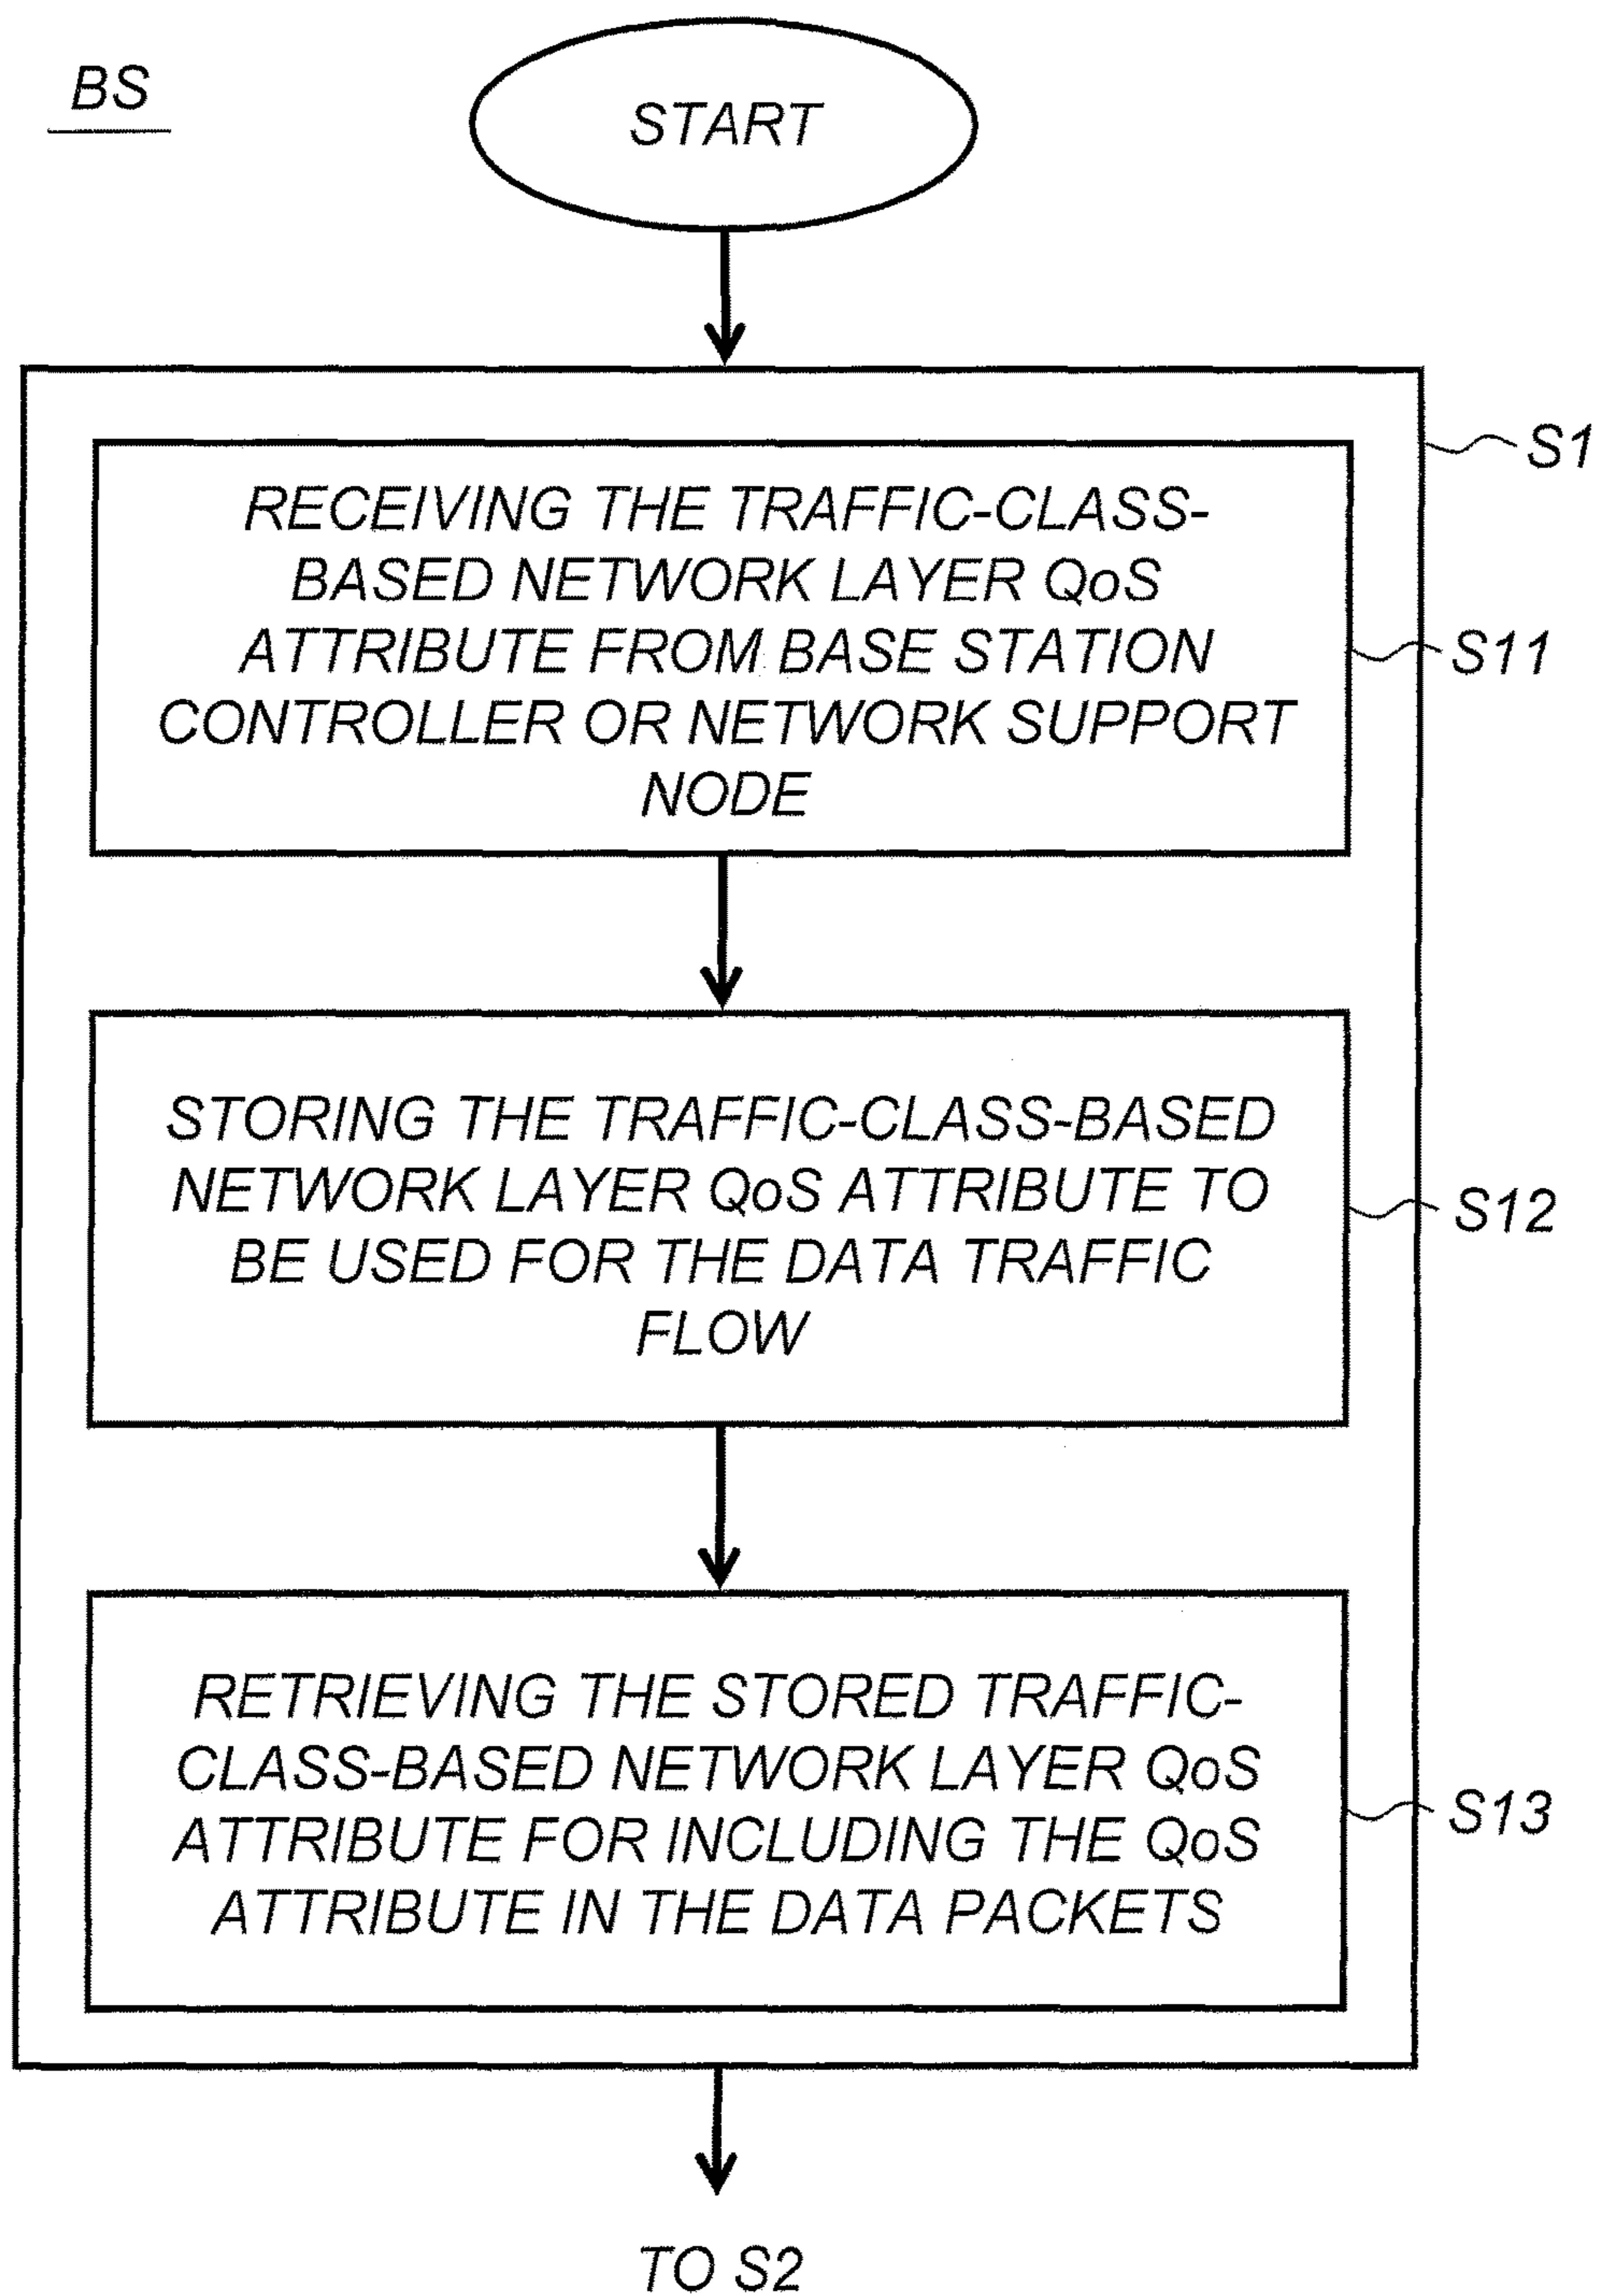 BS
START
S1
RECEIVING THE TRAFFIC-CLASS-
BASED NETWORK LAYER QoS
ATTRIBUTE FROM BASE STATION
CONTROLLER OR NETWORK SUPPORT
NODE
S11
STORING THE TRAFFIC-CLASS-BASED
NETWORK LAYER QoS ATTRIBUTE TO
BE USED FOR THE DATA TRAFFIC
FLOW
S12
RETRIEVING THE STORED TRAFFIC-
CLASS-BASED NETWORK LAYER QoS
ATTRIBUTE FOR INCLUDING THE QoS
ATTRIBUTE IN THE DATA PACKETS
S13
TO S2